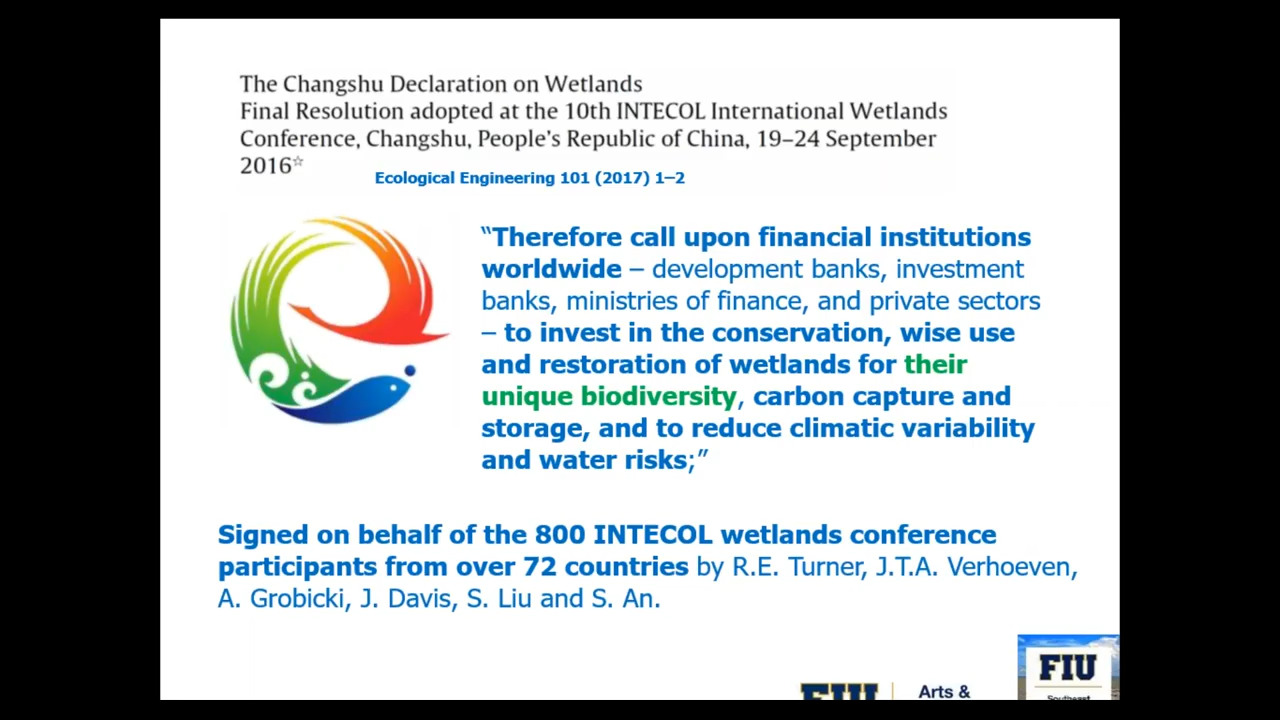 The Changshu Declaration on Wetlands
Final Resolution adopted at the 10th INTECOL International Wetlands
Conference, Changshu, People's Republic of China, 19–24 September
2016☆
Ecological Engineering 101 (2017) 1–2
“Therefore call upon financial institutions
worldwide – development banks, investment
banks, ministries of finance, and private sectors
– to invest in the conservation, wise use
and restoration of wetlands for their
unique biodiversity, carbon capture and
storage, and to reduce climatic variability
and water risks;”
Signed on behalf of the 800 INTECOL wetlands conference
participants from over 72 countries by R.E. Turner, J.T.A. Verhoeven,
A. Grobicki, J. Davis, S. Liu and S. An.
FIU
Arts &
FIU
Southeast